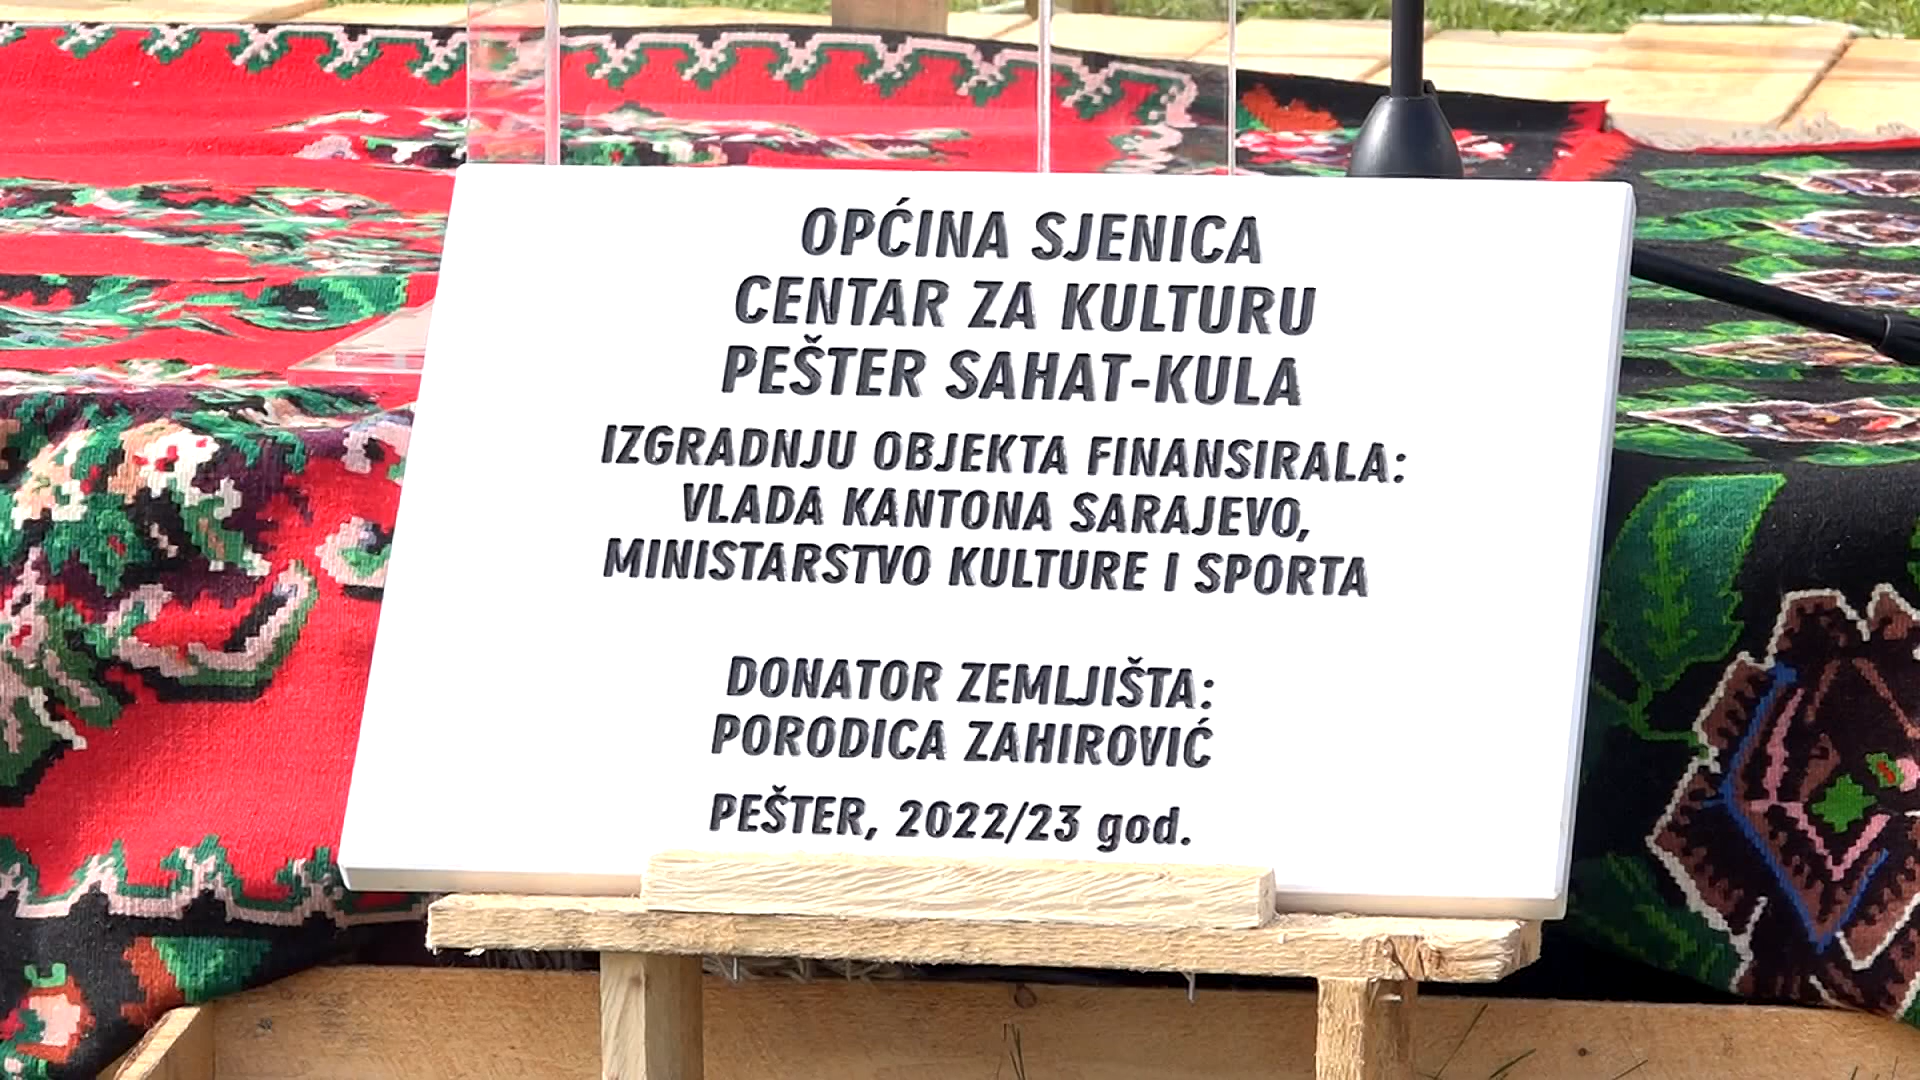 OPĆINA SJENICA
CENTAR ZA KULTURU
PEŠTER SAHAT-KULA
IZGRADNJU OBJEKTA FINANSIRALA:
VLADA KANTONA SARAJEVO,
MINISTARSTVO KULTURE I SPORTA
DONATOR ZEMLJIŠTA:
PORODICA ZAHIROVIĆ
PEŠTER, 2022/23 god.